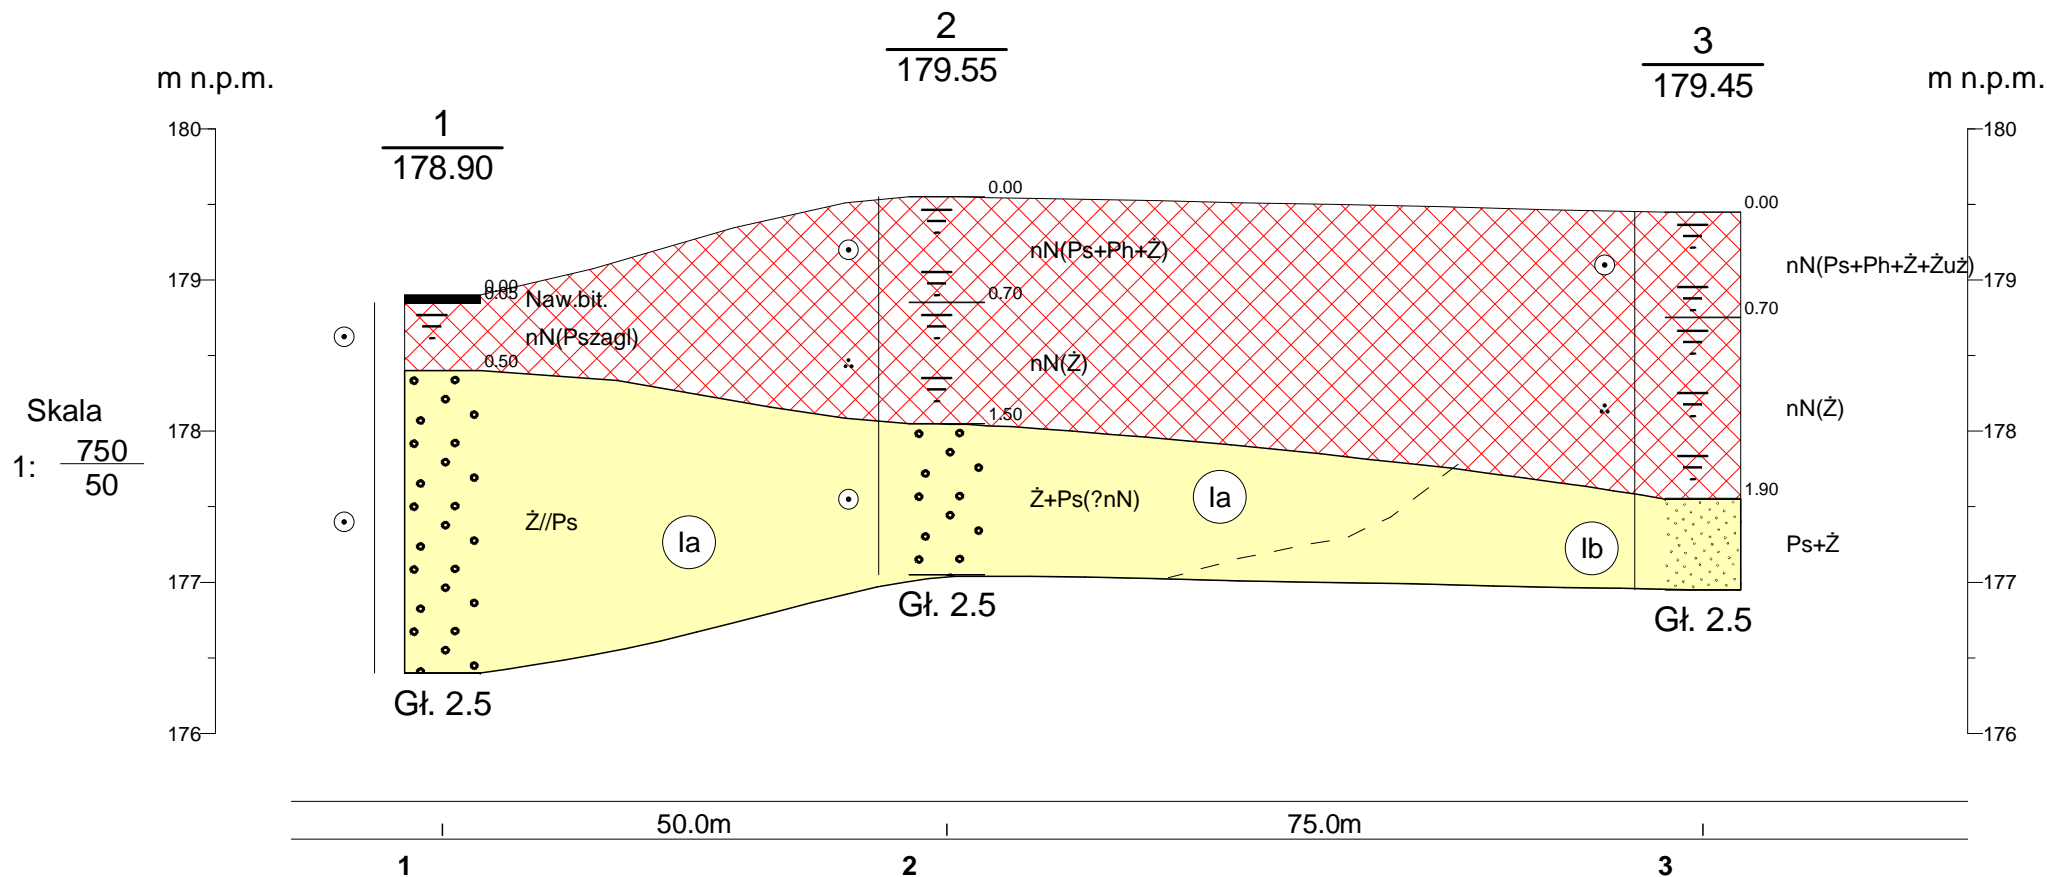 2
179.55
3
179.45
m n.p.m.
m n.p.m.
1
178.90
180
180
179
179
178
178
177
177
176
176
Skala
1: 750
50
0.00
0.05
Naw.bit.
nN(Pszagl)
0.50
Ż//Ps
Ia
Gł. 2.5
0.00
nN(Ps+Ph+Ż)
0.70
nN(Ż)
1.50
Ż+Ps(?nN)
Ia
Gł. 2.5
0.00
nN(Ps+Ph+Ż+Żuż)
0.70
nN(Ż)
1.90
Ib
Ps+Ż
Gł. 2.5
50.0m
75.0m
1
2
3